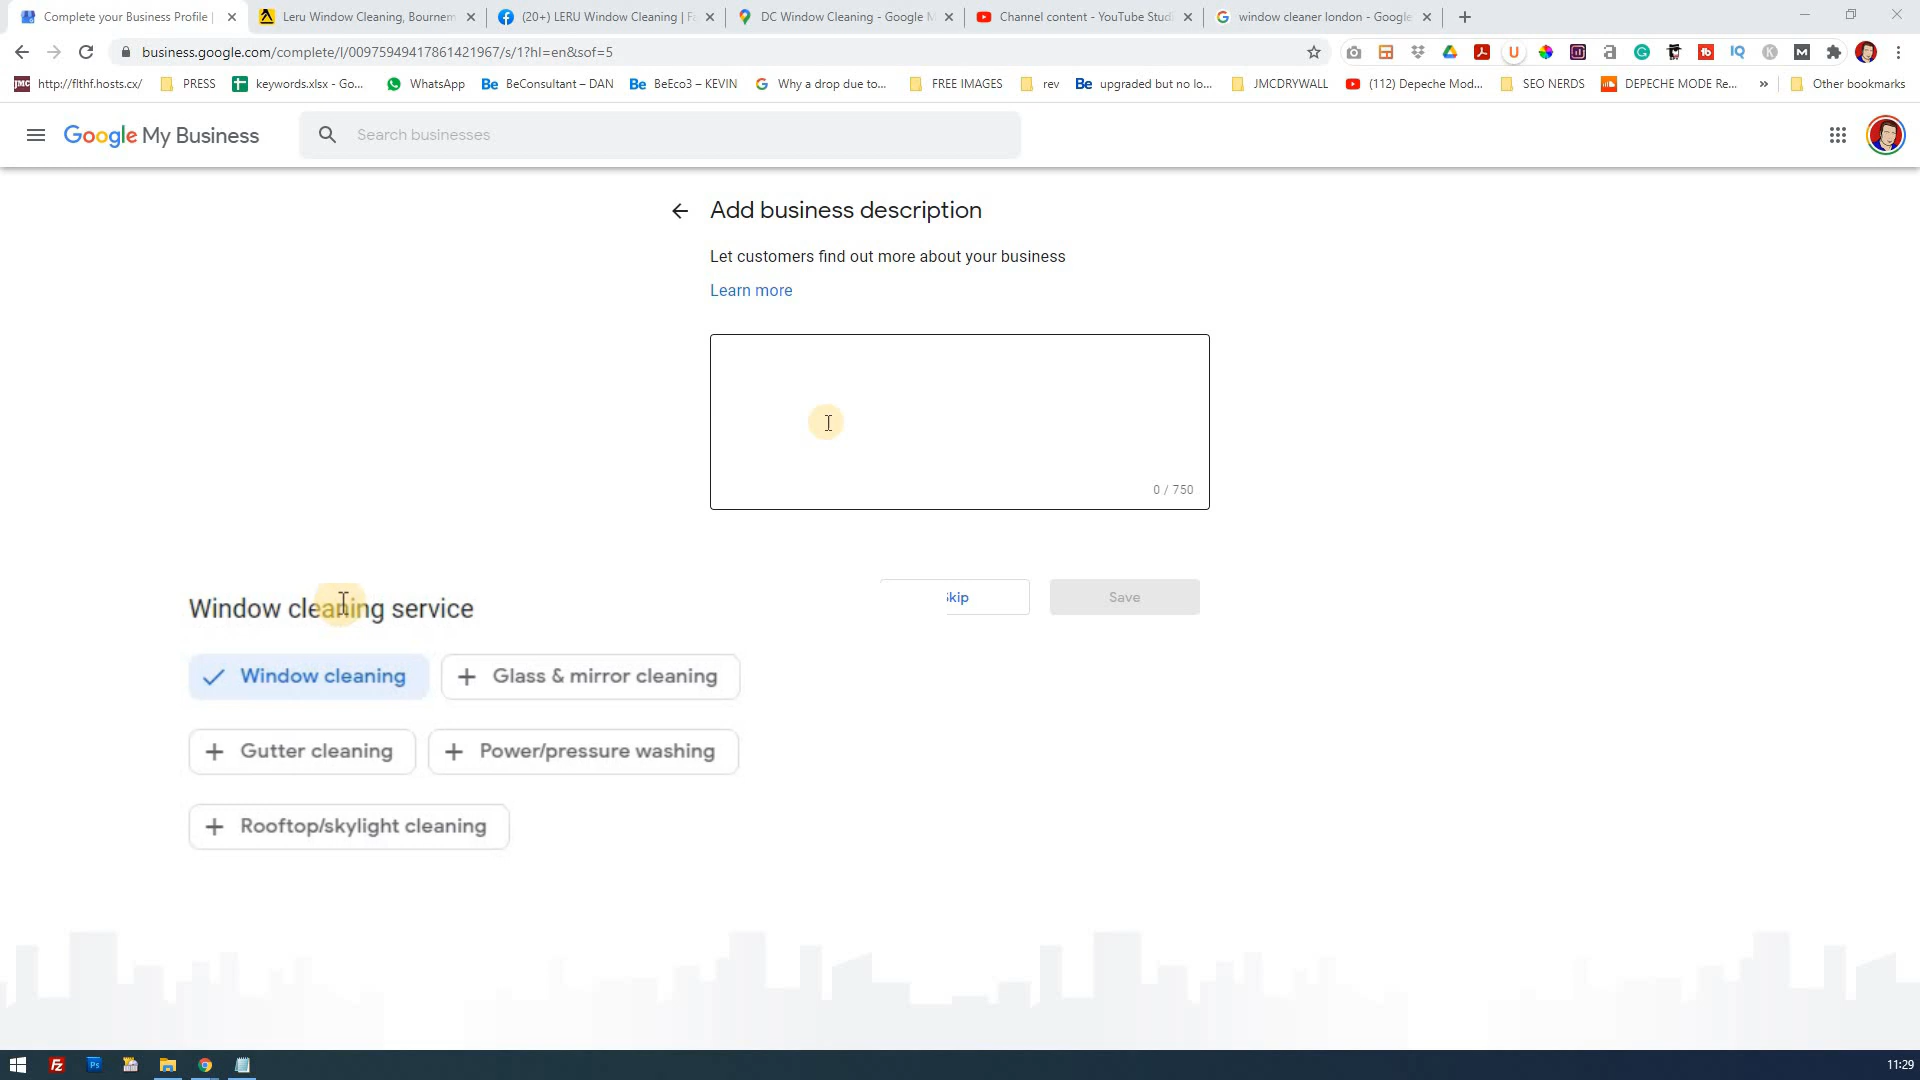 Complete your Business Profile |
Leru Window Cleaning, Bournem
(20+) LERU Window Cleaning | Fa
DC Window Cleaning - Google M
Channel content - YouTube Studi
window cleaner london - Google
business.google.com/complete/l/00975949417861421967/s/1?hl=en&sof=5
http://flthf.hosts.cx/
PRESS
keywords.xlsx - Go...
WhatsApp
BeConsultant – DAN
BeEco3 – KEVIN
Why a drop due to...
FREE IMAGES
rev
upgraded but no lo...
JMCDRYWALL
(112) Depeche Mod...
SEO NERDS
DEPECHE MODE Re...
»
Other bookmarks
Google My Business
Search businesses
Add business description
Let customers find out more about your business
Learn more
0 / 750
kip
Save
Window cleaning service
Window cleaning
Glass & mirror cleaning
Gutter cleaning
Power/pressure washing
Rooftop/skylight cleaning
11:29